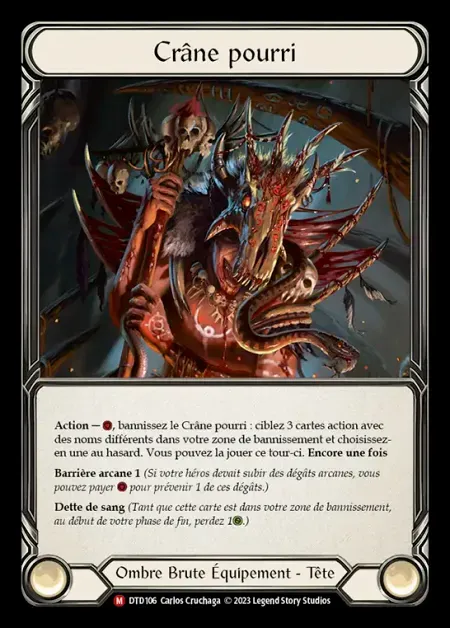 Crâne pourri
Action — , bannissez le Crâne pourri : ciblez 3 cartes action avec
des noms différents dans votre zone de bannissement et choisissez-
en une au hasard. Vous pouvez la jouer ce tour-ci. Encore une fois
Barrière arcane 1 (Si votre héros devait subir des dégâts arcanes, vous
pouvez payer pour prévenir 1 de ces dégâts.)
Dette de sang (Tant que cette carte est dans votre zone de bannissement,
au début de votre phase de fin, perdez 1.)
Ombre Brute Équipement - Tête
M DTD106 Carlos Cruchaga © 2023 Legend Story Studios